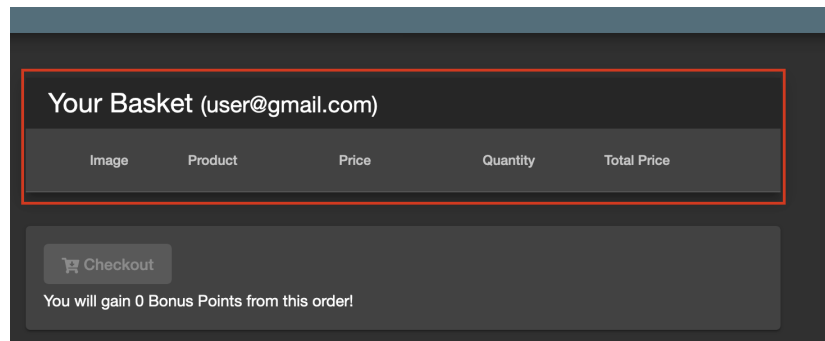 Your Basket (user@gmail.com)
Image Product Price Quantity Total Price
Checkout
You will gain 0 Bonus Points from this order!